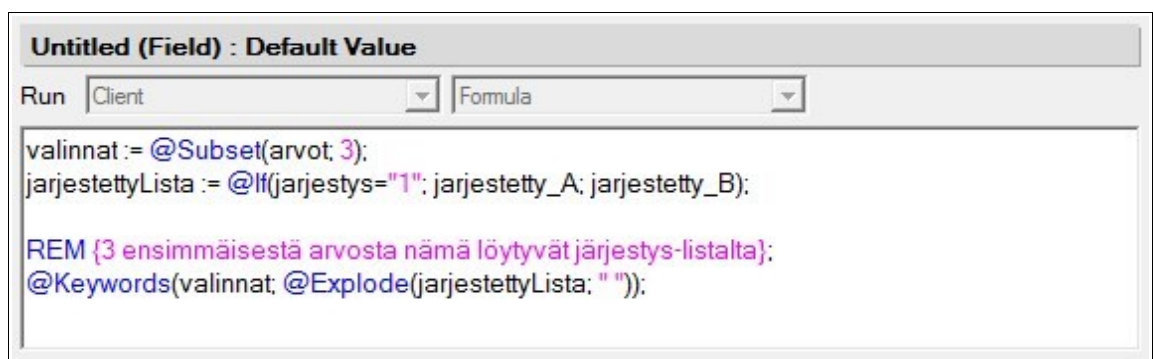 Untitled (Field) : Default Value
Run Client Formula
valinnat := @Subset(arvot; 3);
jarjestettyLista := @If(jarjestys="1"; jarjestetty_A; jarjestetty_B);
REM {3 ensimmäisestä arvosta nämä löytyvät järjestys-listalta};
@Keywords(valinnat; @Explode(jarjestettyLista; " "));